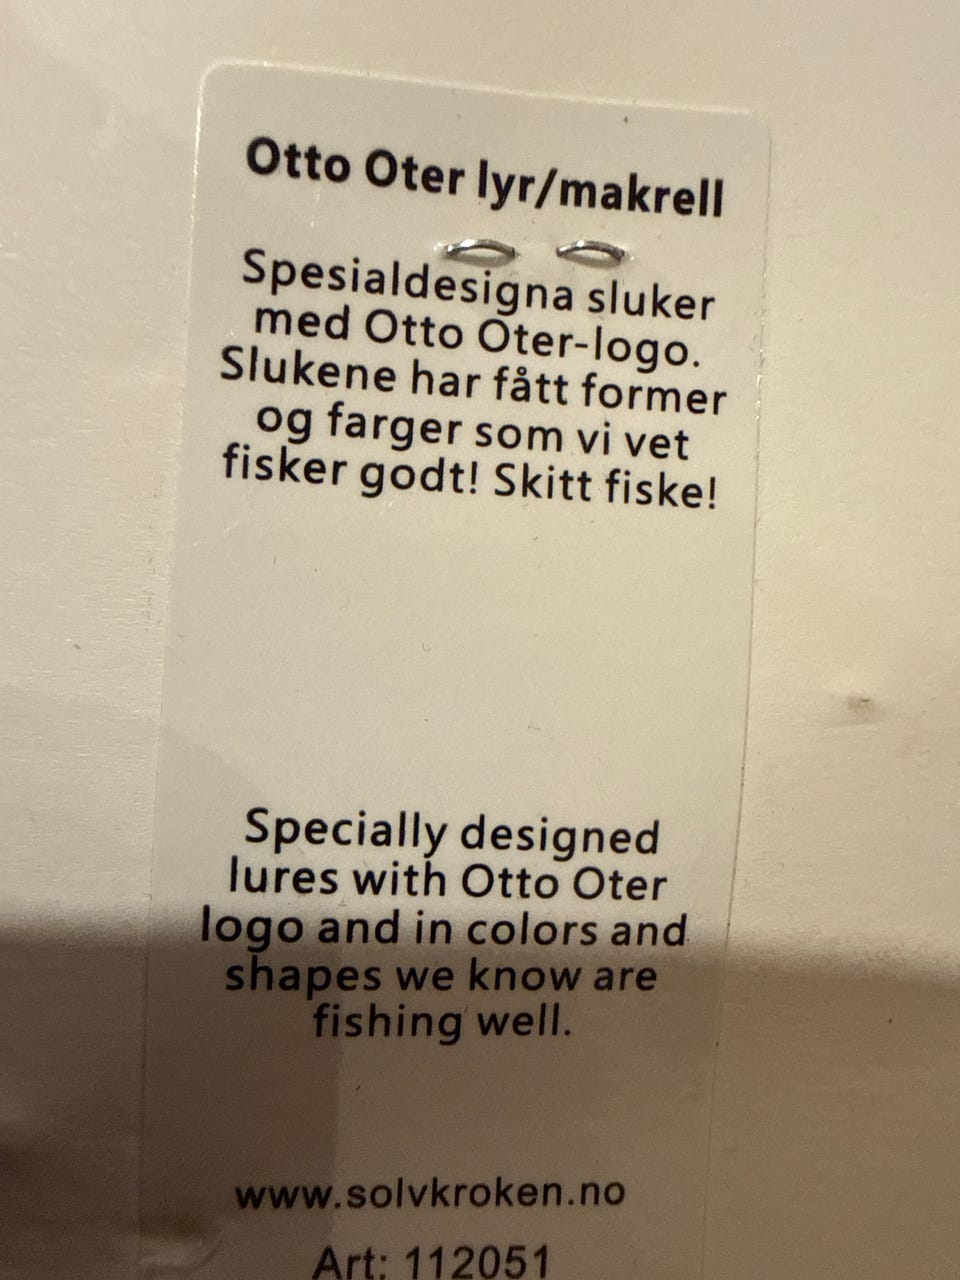 Otto Oter lyr/makrell
Spesialdesigna sluker
med Otto Oter-logo.
Slukene har fått former
og farger som vi vet
fisker godt! Skitt fiske!
Specially designed
lures with Otto Oter
logo and in colors and
shapes we know are
fishing well.
www.solvkroken.no
Art: 112051